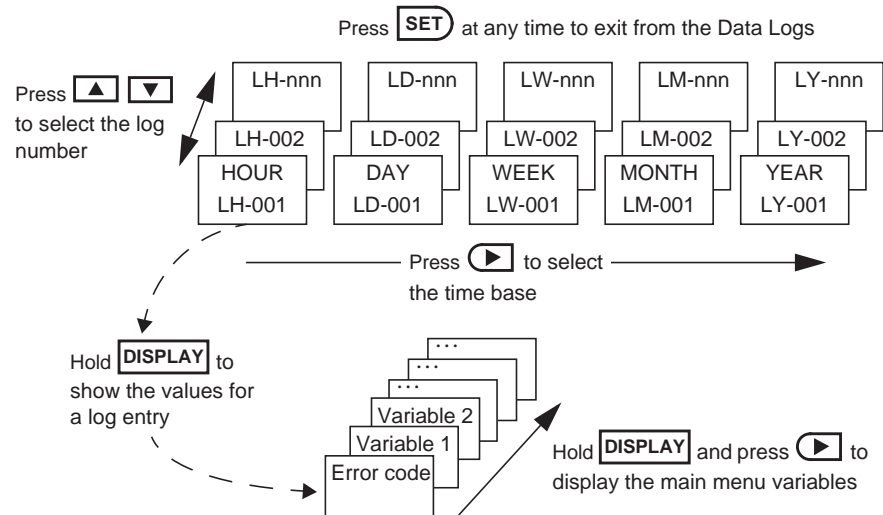 Press SET at any time to exit from the Data Logs
Press ▲ ▼
to select the log
number
LH-nnn LD-nnn LW-nnn LM-nnn LY-nnn
LH-002 LD-002 LW-002 LM-002 LY-002
HOUR DAY WEEK MONTH YEAR
LH-001 LD-001 LW-001 LM-001 LY-001
Press ▶ to select
the time base
Hold DISPLAY to
show the values for
a log entry
...
...
...
Variable 2
Variable 1
Error code
Hold DISPLAY and press ▶ to
display the main menu variables